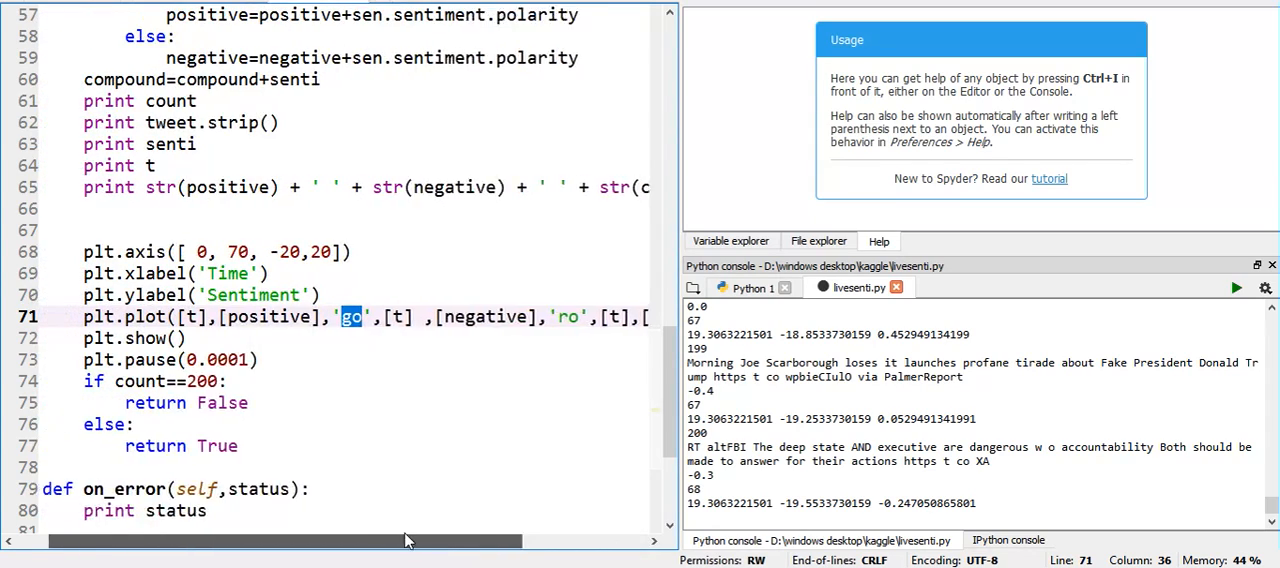 57 positive=positive+sen.sentiment.polarity
58 else:
59 negative=negative+sen.sentiment.polarity
60 compound=compound+senti
61 print count
62 print tweet.strip()
63 print senti
64 print t
65 print str(positive) + ' ' + str(negative) + ' ' + str(c
66
67
68 plt.axis([ 0, 70, -20,20])
69 plt.xlabel('Time')
70 plt.ylabel('Sentiment')
71 plt.plot([t],[positive],'go',[t] ,[negative],'ro',[t],[
72 plt.show()
73 plt.pause(0.0001)
74 if count==200:
75 return False
76 else:
77 return True
78
79 def on_error(self,status):
80 print status
81
Usage
Here you can get help of any object by pressing Ctrl+I in
front of it, either on the Editor or the Console.
Help can also be shown automatically after writing a left
parenthesis next to an object. You can activate this
behavior in Preferences > Help.
New to Spyder? Read our tutorial
Variable explorer File explorer Help
Python console - D:\windows desktop\kaggle\livesenti.py
Python 1 livesenti.py
0.0
67
19.3063221501 -18.8533730159 0.452949134199
199
Morning Joe Scarborough loses it launches profane tirade about Fake President Donald Tr
ump https t co wpbieCIulO via PalmerReport
-0.4
67
19.3063221501 -19.2533730159 0.0529491341991
200
RT altFBI The deep state AND executive are dangerous w o accountability Both should be
made to answer for their actions https t co XA
-0.3
68
19.3063221501 -19.5533730159 -0.247050865801
Python console - D:\windows desktop\kaggle\livesenti.py IPython console
Permissions: RW End-of-lines: CRLF Encoding: UTF-8 Line: 71 Column: 36 Memory: 44 %